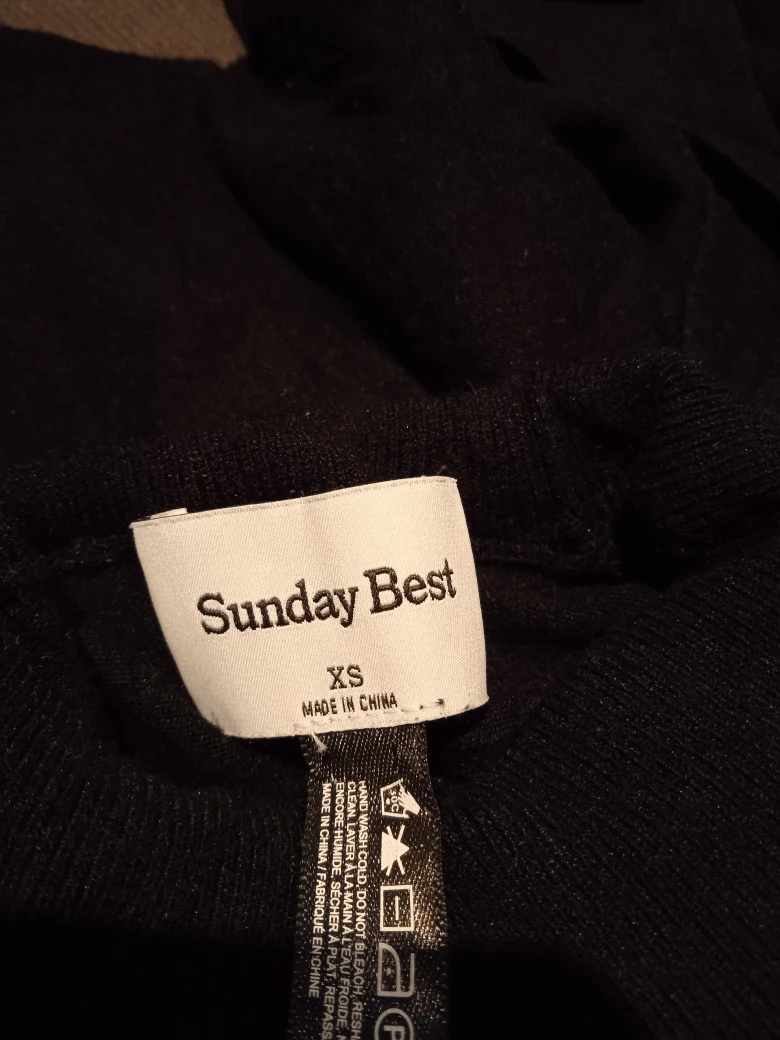 Sunday Best
XS
MADE IN CHINA
HAND WASH COLD, DO NOT BLEACH, RESH
CLEAN. LAVER À LA MAIN À L'EAU FROIDE,
ENCORE HUMIDE, SÉCHER À PLAT, REPASS
MADE IN CHINA / FABRIQUÉ EN CHINE
30C
P